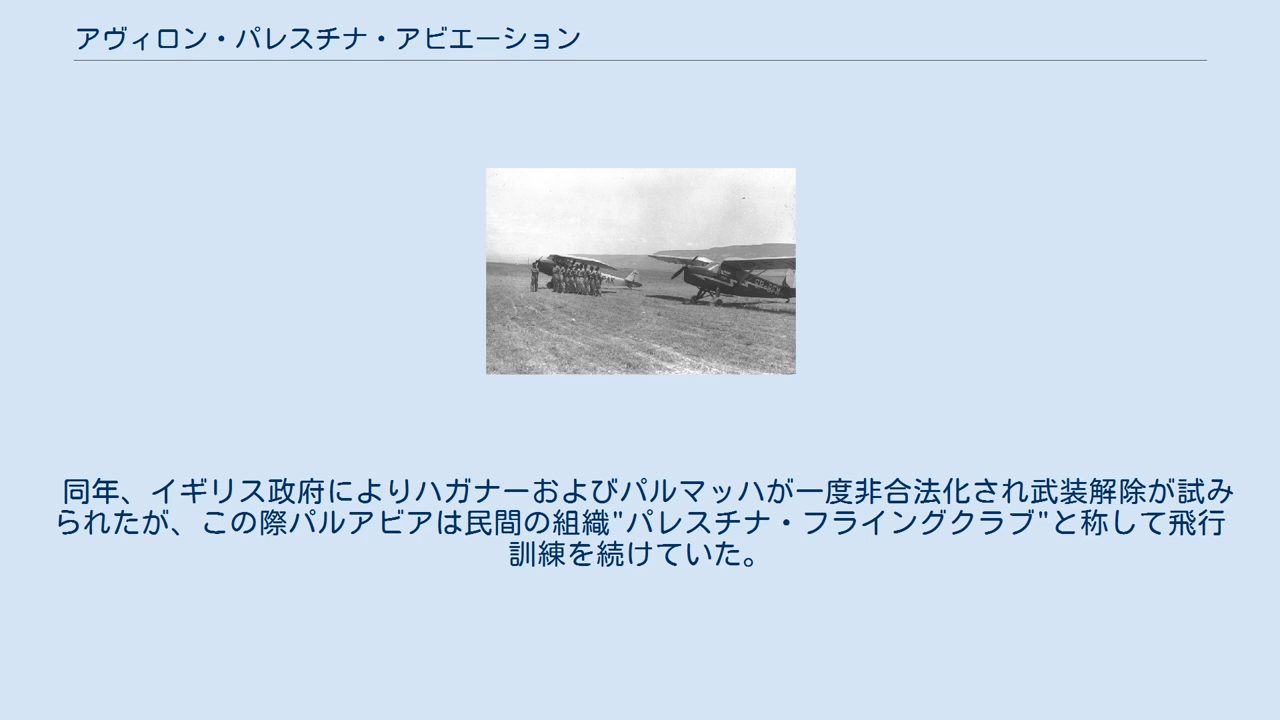 アヴィロン・パレスチナ・アビエーション
同年、イギリス政府によりハガナーおよびパルマッハが一度非合法化され武装解除が試み
られたが、この際パルアビアは民間の組織"パレスチナ・フライングクラブ"と称して飛行
訓練を続けていた。